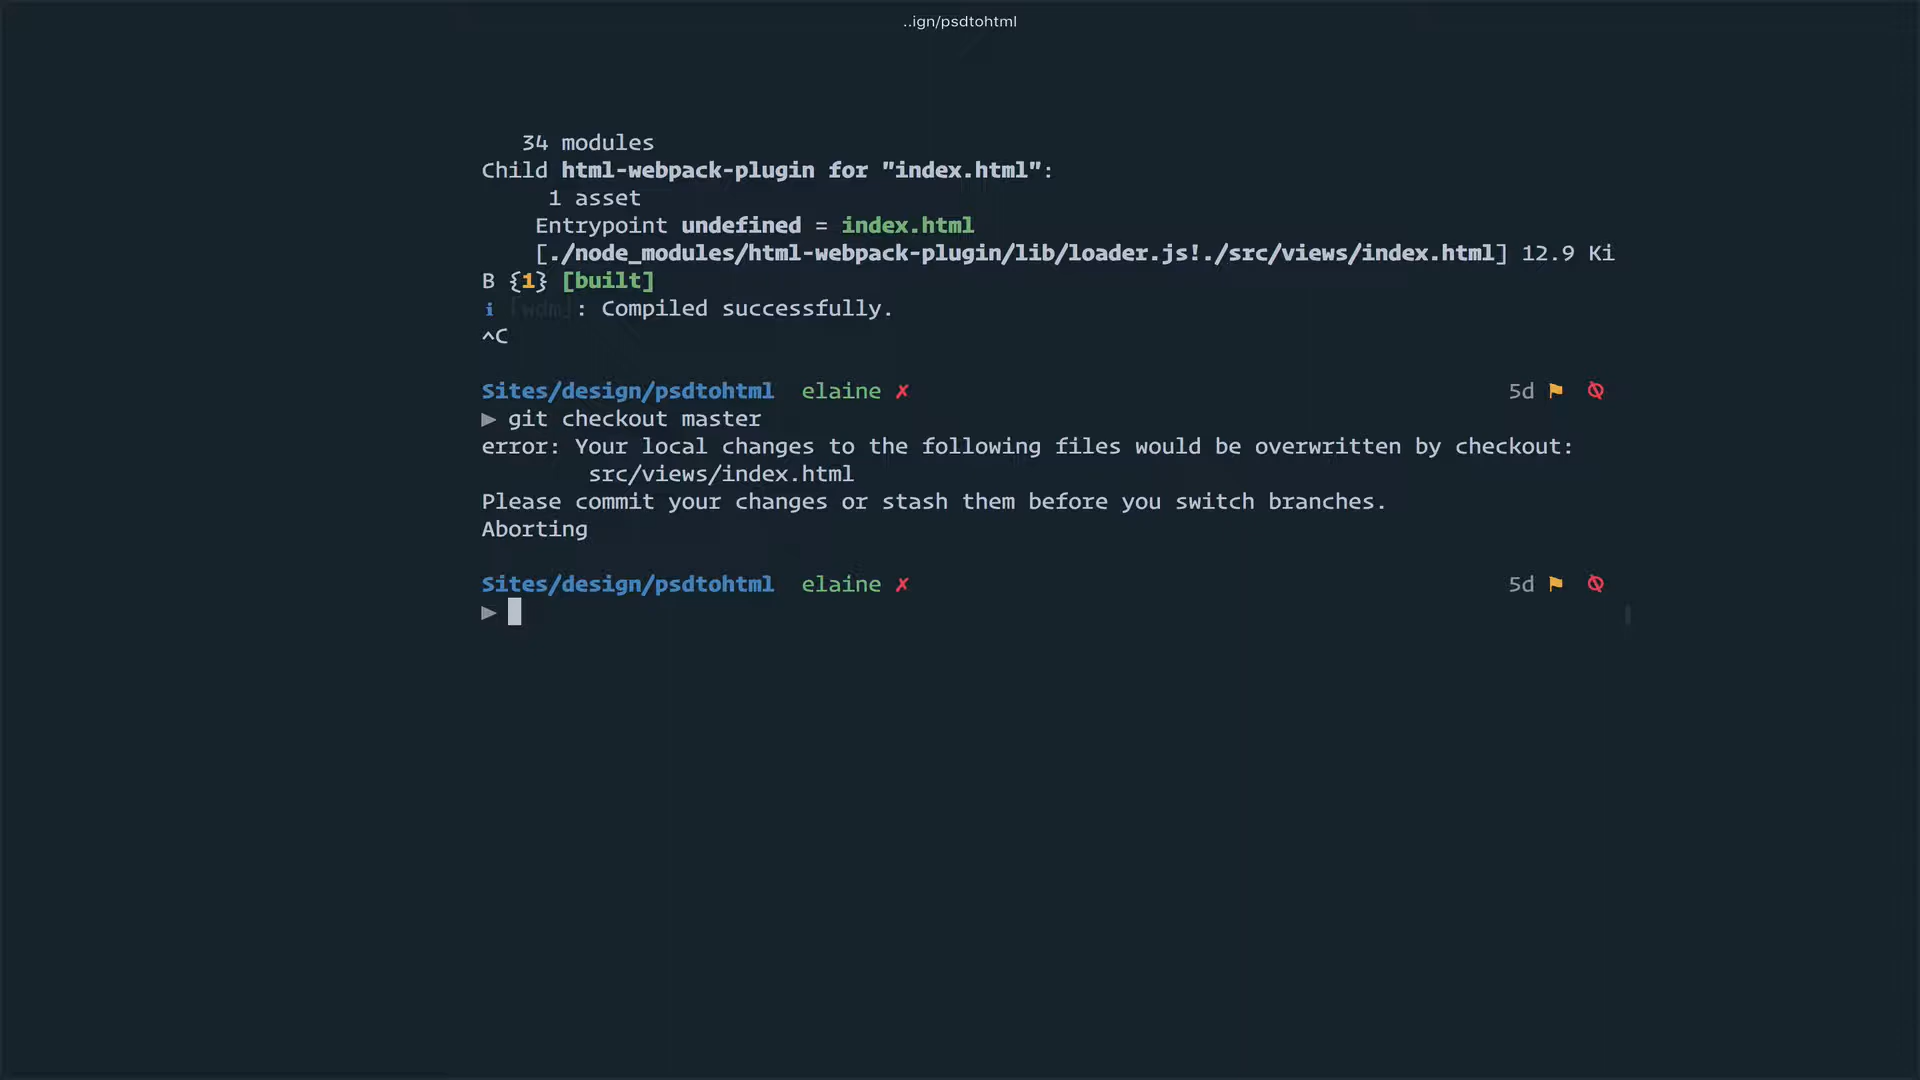 ..ign/psdtohtml
34 modules
Child html-webpack-plugin for "index.html":
1 asset
Entrypoint undefined = index.html
[./node_modules/html-webpack-plugin/lib/loader.js!./src/views/index.html] 12.9 Ki
B {1} [built]
i [wdm]: Compiled successfully.
^C
Sites/design/psdtohtml elaine ✗ 5d ⚑
▶ git checkout master
error: Your local changes to the following files would be overwritten by checkout:
src/views/index.html
Please commit your changes or stash them before you switch branches.
Aborting
Sites/design/psdtohtml elaine ✗ 5d ⚑
▶